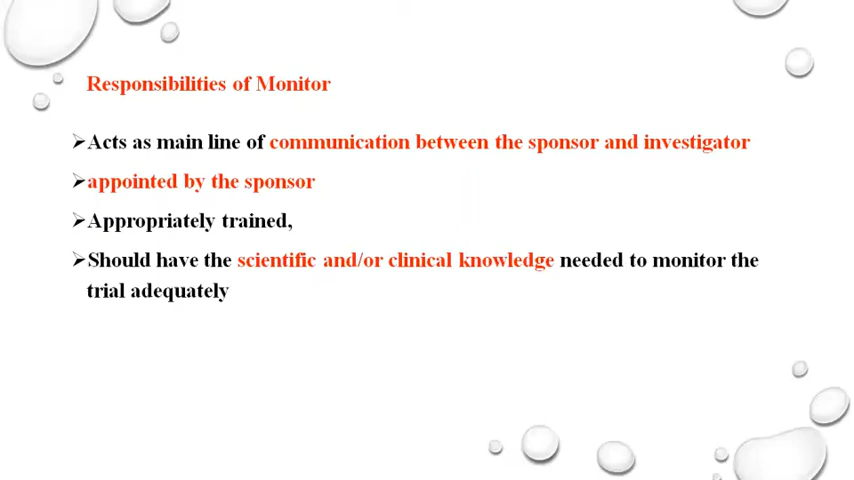 Responsibilities of Monitor
➢Acts as main line of communication between the sponsor and investigator
➢appointed by the sponsor
➢Appropriately trained,
➢Should have the scientific and/or clinical knowledge needed to monitor the
trial adequately